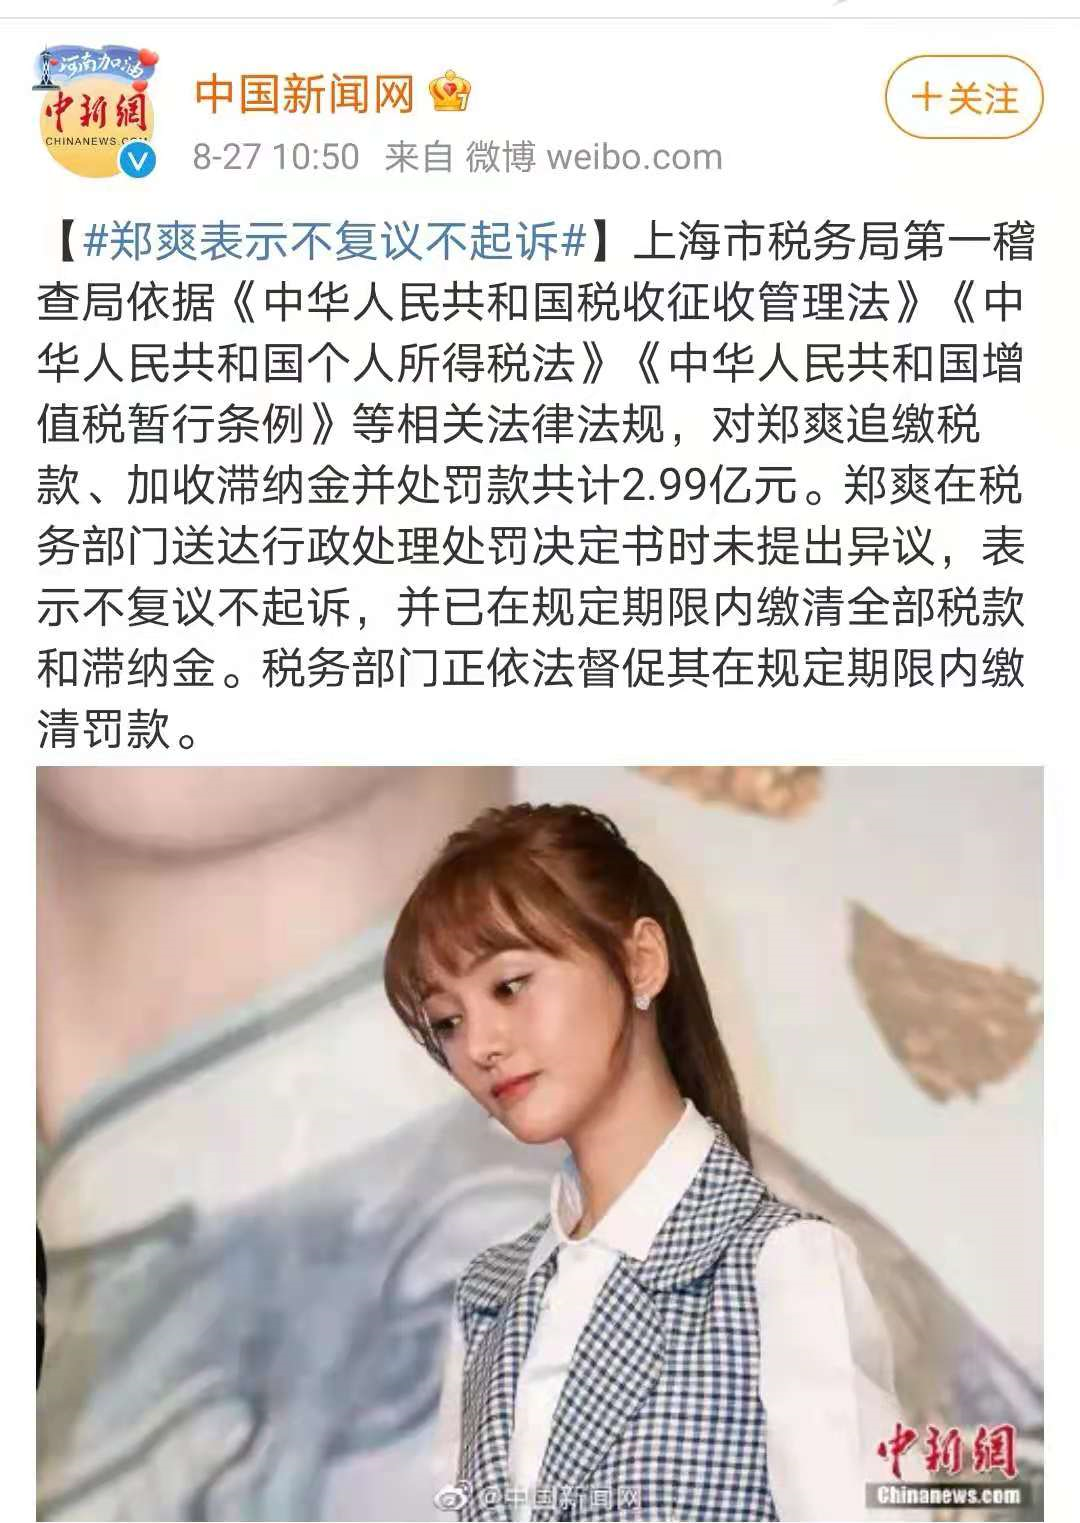 河南加油
中新網
CHINANEWS.COM
中国新闻网
+关注
8-27 10:50 来自 微博 weibo.com
【#郑爽表示不复议不起诉#】上海市税务局第一稽
查局依据《中华人民共和国税收征收管理法》《中
华人民共和国个人所得税法》《中华人民共和国增
值税暂行条例》等相关法律法规，对郑爽追缴税
款、加收滞纳金并处罚款共计2.99亿元。郑爽在税
务部门送达行政处理处罚决定书时未提出异议，表
示不复议不起诉，并已在规定期限内缴清全部税款
和滞纳金。税务部门正依法督促其在规定期限内缴
清罚款。
中新網
Chinanews.com
@中国新闻网